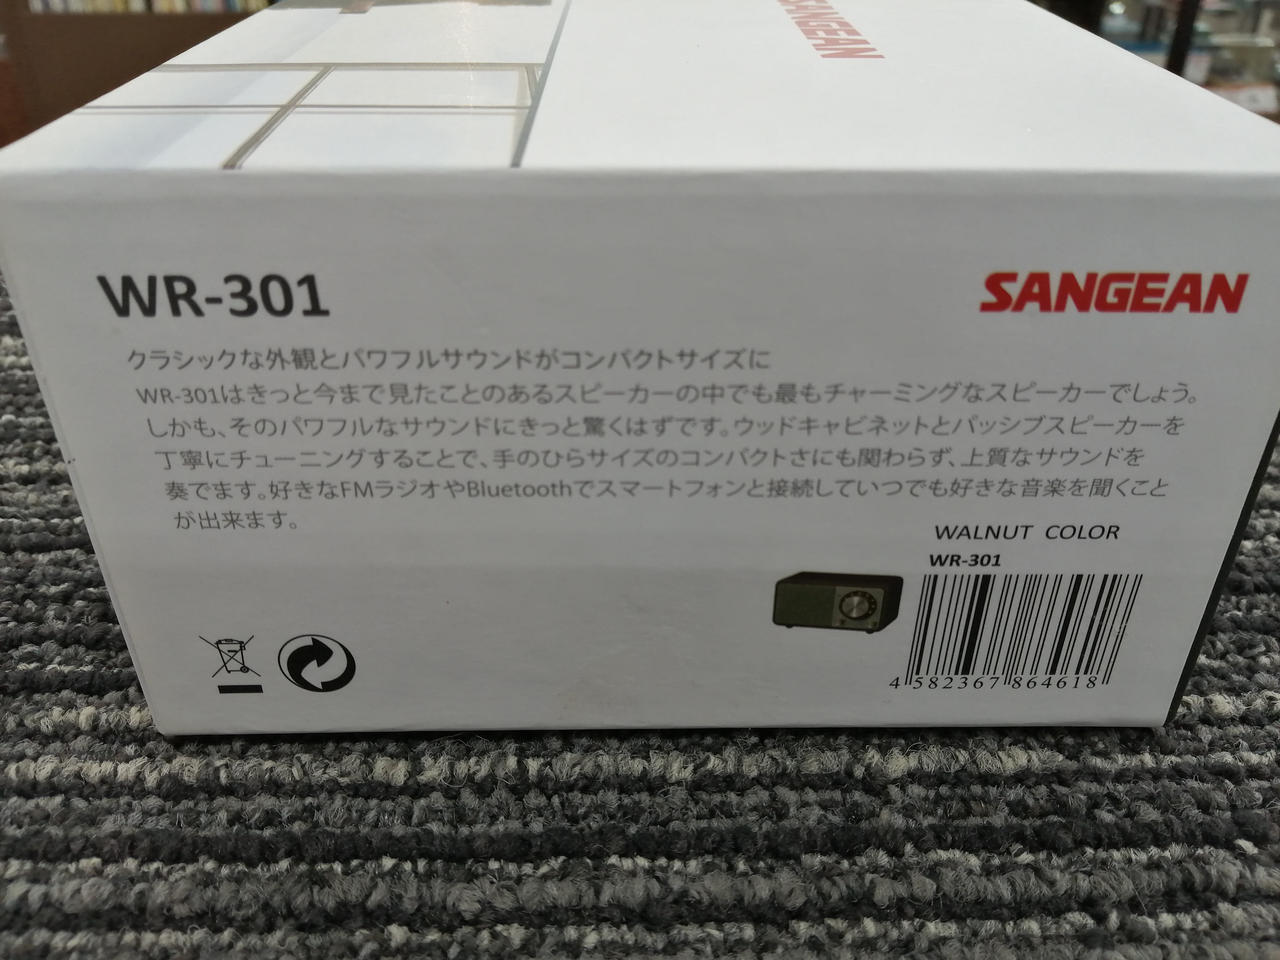 SANGEAN
WR-301
SANGEAN
クラシックな外観とパワフルサウンドがコンパクトサイズに
WR-301はきっと今まで見たことのあるスピーカーの中でも最もチャーミングなスピーカーでしょう。
しかも、そのパワフルなサウンドにきっと驚くはずです。ウッドキャビネットとパッシブスピーカーを
丁寧にチューニングすることで、手のひらサイズのコンパクトさにも関わらず、上質なサウンドを
奏でます。好きなFMラジオやBluetoothでスマートフォンと接続していつでも好きな音楽を聞くこと
が出来ます。
WALNUT COLOR
WR-301
4 582367 864618